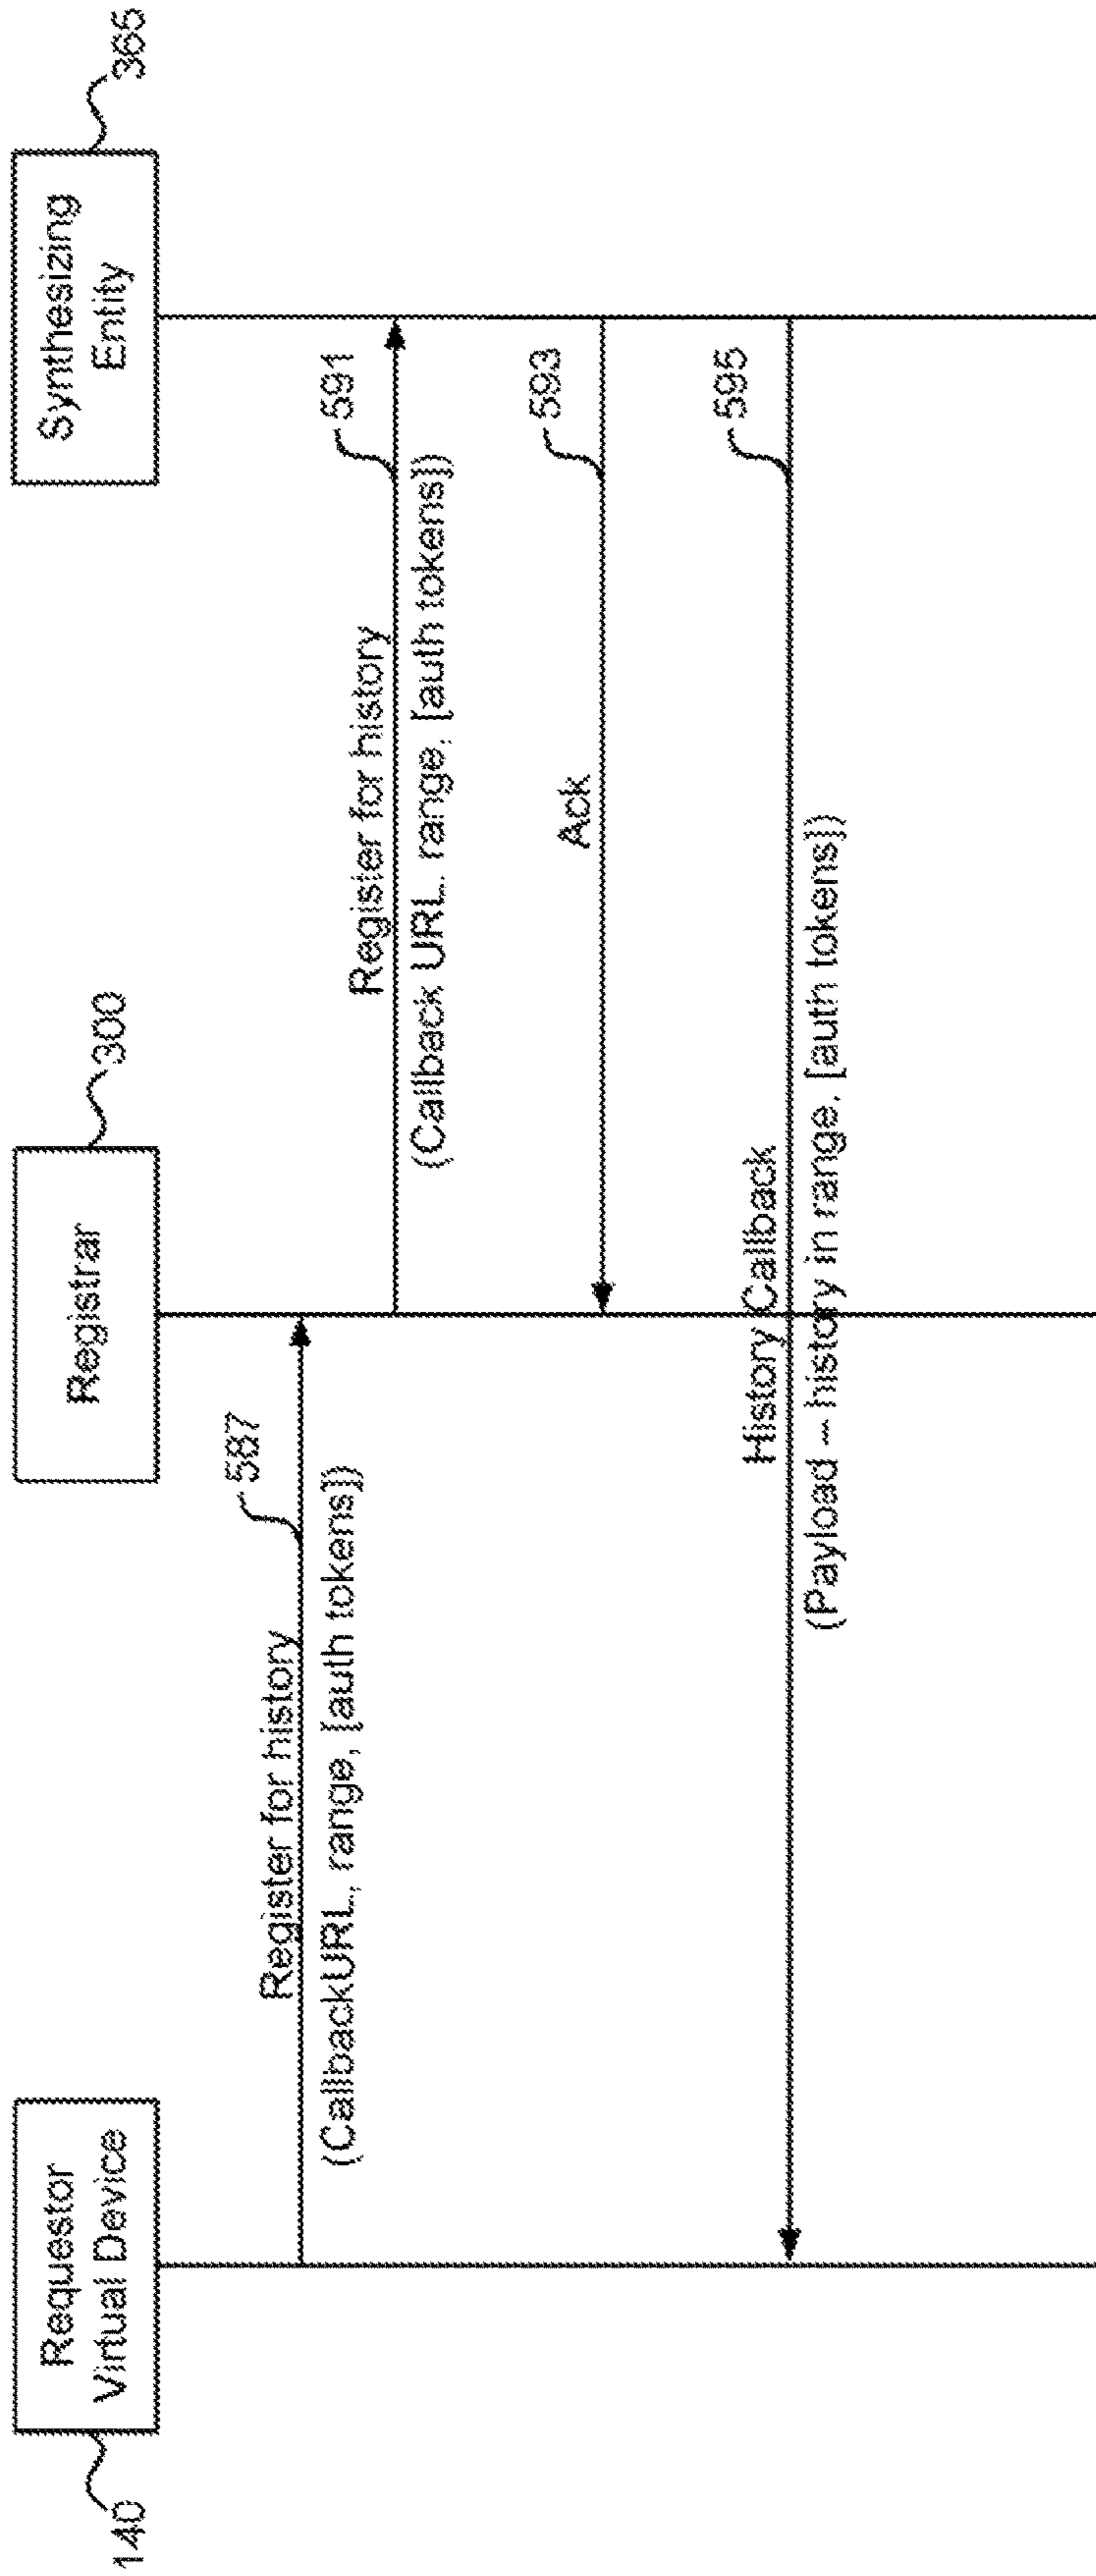 140
Requestor
Virtual Device
Registrar
300
Synthesizing
Entity
365
587
Register for history
(CallbackURL, range, [auth tokens])
591
Register for history
(Callback URL. range, [auth tokens])
593
Ack
595
History Callback
(Payload -- history in range, [auth tokens])